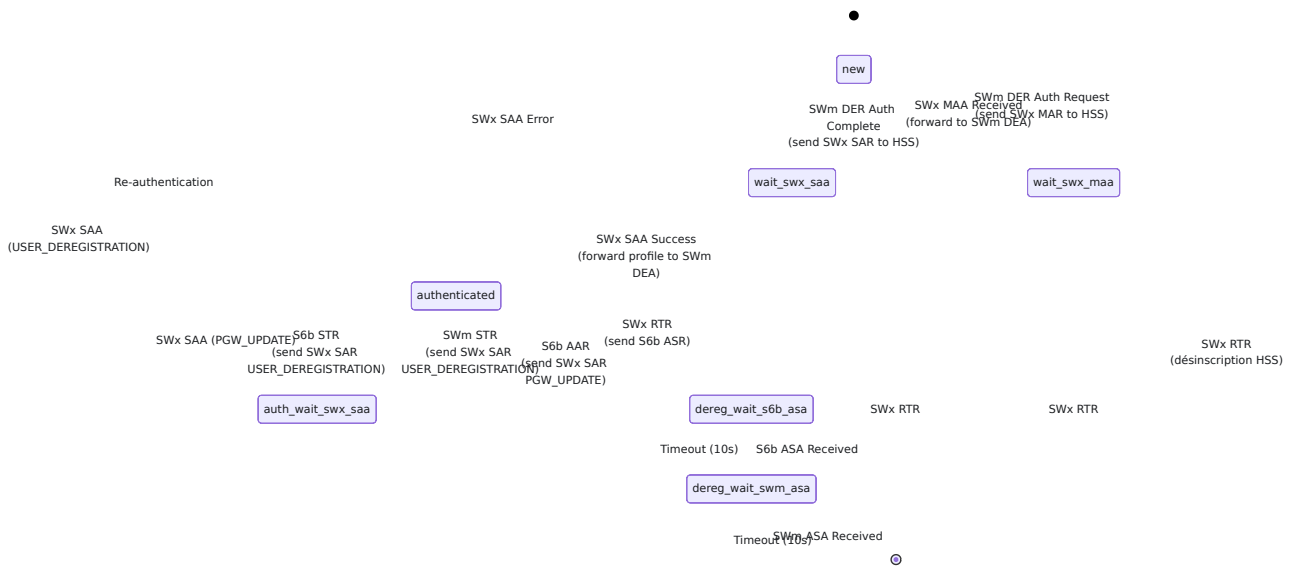 new
SWm DER Auth
Complete
(send SWx SAR to HSS)
SWx MAA Received
(forward to SWm DEA)
SWm DER Auth Request
(send SWx MAR to HSS)
SWx SAA Error
Re-authentication
wait_swx_saa
wait_swx_maa
SWx SAA
(USER_DEREGISTRATION)
SWx SAA Success
(forward profile to SWm
DEA)
authenticated
SWx SAA (PGW_UPDATE)
S6b STR
(send SWx SAR
USER_DEREGISTRATION)
SWm STR
(send SWx SAR
USER_DEREGISTRATION)
S6b AAR
(send SWx SAR
PGW_UPDATE)
SWx RTR
(send S6b ASR)
SWx RTR
(désinscription HSS)
auth_wait_swx_saa
dereg_wait_s6b_asa
SWx RTR
SWx RTR
Timeout (10s)
S6b ASA Received
dereg_wait_swm_asa
Timeout (10s)
SWm ASA Received